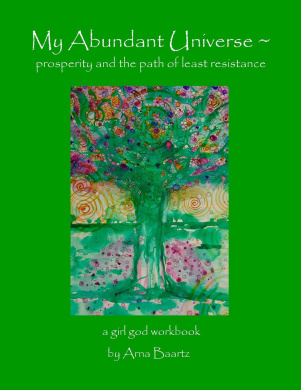 My Abundant Universe ~
prosperity and the path of least resistance
a girl god workbook
by Arna Baartz